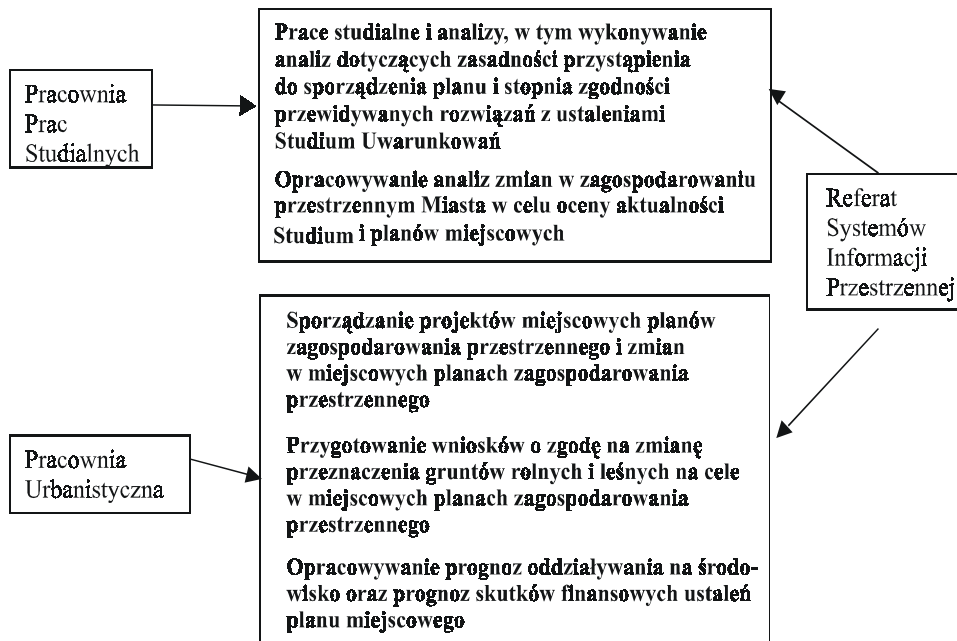 Pracownia
Prac
Studialnych
Prace studialne i analizy, w tym wykonywanie
analiz dotyczących zasadności przystąpienia
do sporządzenia planu i stopnia zgodności
przewidywanych rozwiązań z ustaleniami
Studium Uwarunkowań
Opracowywanie analiz zmian w zagospodarowaniu
przestrzennym Miasta w celu oceny aktualności
Studium i planów miejscowych
Referat
Systemów
Informacji
Przestrzennej
Pracownia
Urbanistyczna
Sporządzanie projektów miejscowych planów
zagospodarowania przestrzennego i zmian
w miejscowych planach zagospodarowania
przestrzennego
Przygotowanie wniosków o zgodę na zmianę
przeznaczenia gruntów rolnych i leśnych na cele
w miejscowych planach zagospodarowania
przestrzennego
Opracowywanie prognoz oddziaływania na środo-
wisko oraz prognoz skutków finansowych ustaleń
planu miejscowego